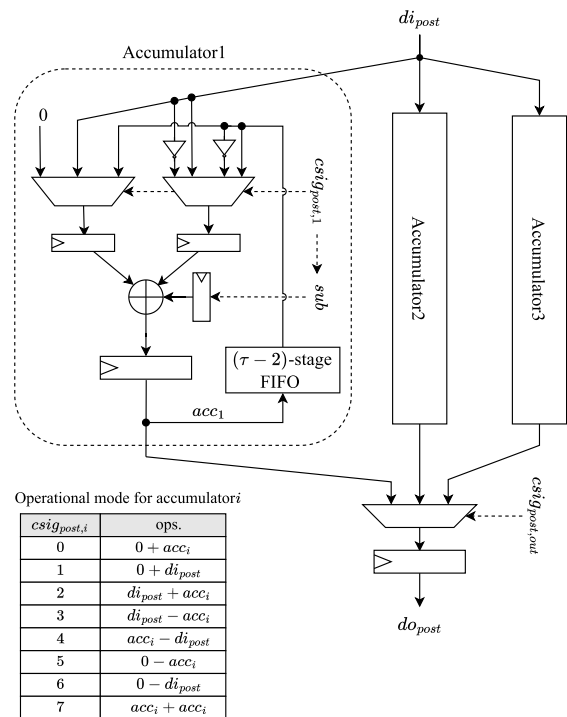 di_post
Accumulator1
0
csig_post,1
sub
Accumulator2
Accumulator3
(τ − 2)-stage
FIFO
acc_1
csig_post,out
do_post
Operational mode for accumulatori
csig_post,i ops.
0 0 + acc_i
1 0 + di_post
2 di_post + acc_i
3 di_post − acc_i
4 acc_i − di_post
5 0 − acc_i
6 0 − di_post
7 acc_i + acc_i